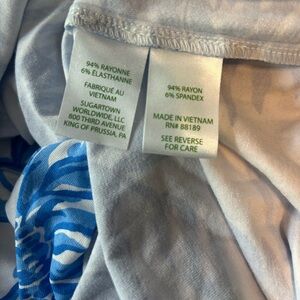 94% RAYONNE
6% ÉLASTHANNE
FABRIQUÉ AU
VIETNAM
SUGARTOWN
WORLDWIDE, LLC
800 THIRD AVENUE
KING OF PRUSSIA, PA
94% RAYON
6% SPANDEX
MADE IN VIETNAM
RN# 88189
SEE REVERSE
FOR CARE